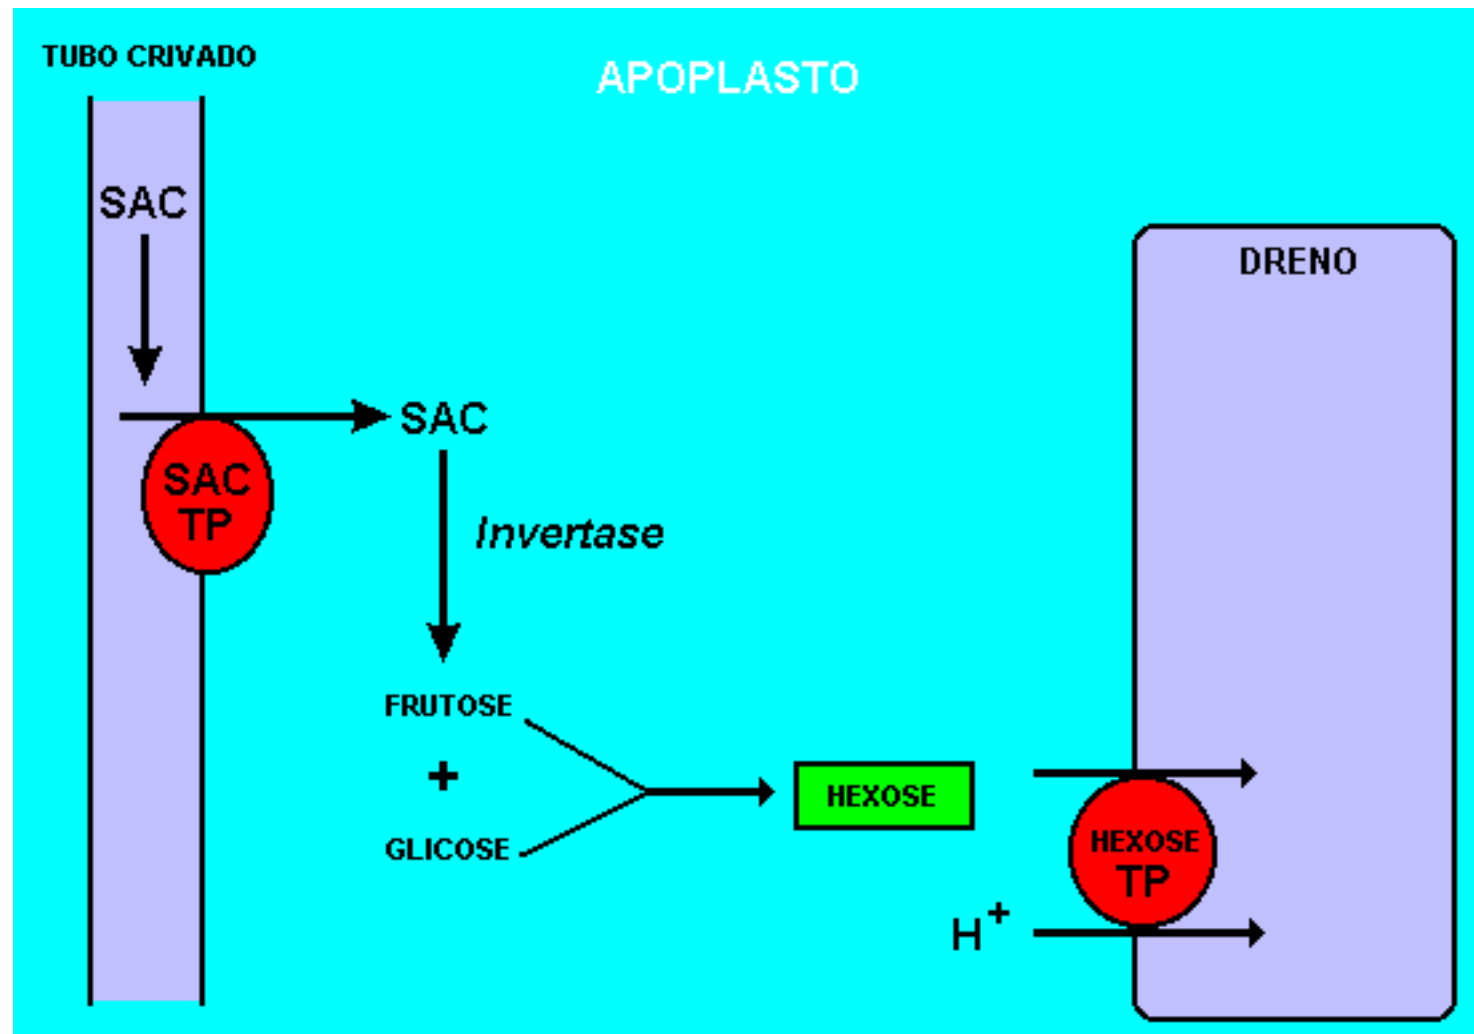 TUBO CRIVADO
APOPLASTO
SAC
DRENO
SAC
SAC
TP
Invertase
FRUTOSE
+
HEXOSE
GLICOSE
HEXOSE
TP
H+